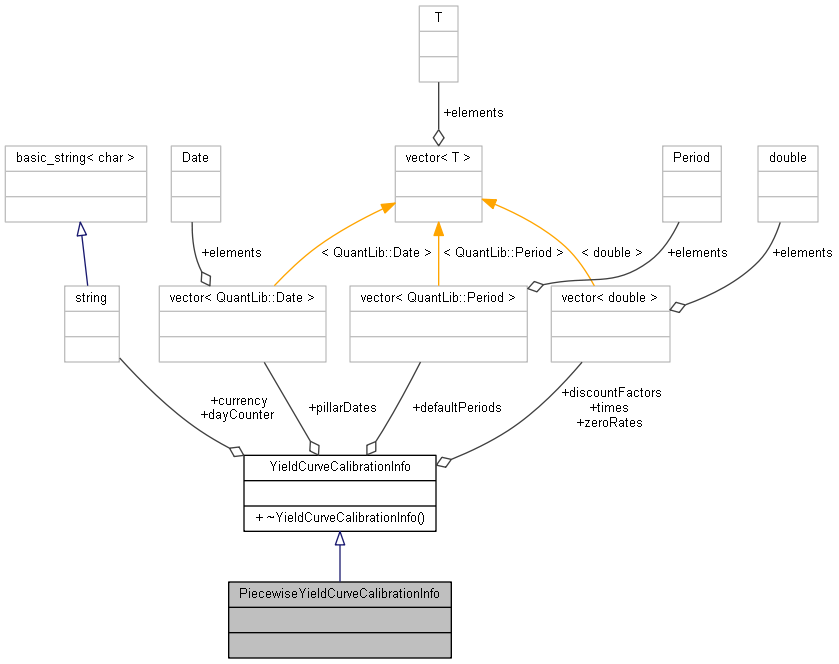 T
+elements
basic_string< char >
Date
vector< T >
Period
double
+elements
< QuantLib::Date >
< QuantLib::Period >
< double >
+elements
+elements
string
vector< QuantLib::Date >
vector< QuantLib::Period >
vector< double >
+currency
+dayCounter
+pillarDates
+defaultPeriods
+discountFactors
+times
+zeroRates
YieldCurveCalibrationInfo
+ ~YieldCurveCalibrationInfo()
PiecewiseYieldCurveCalibrationInfo